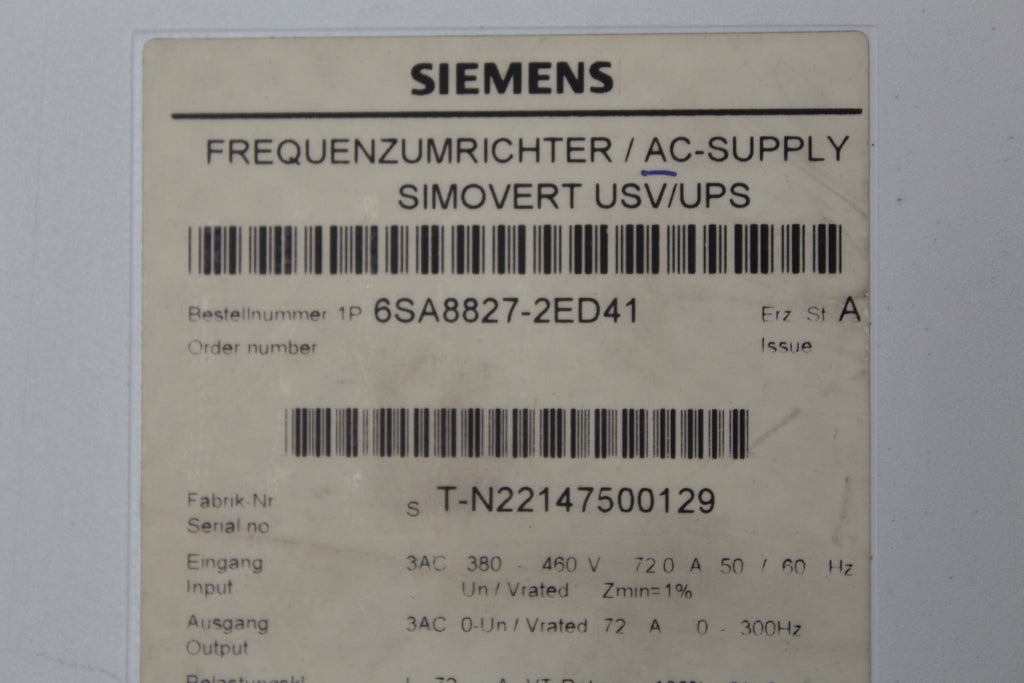 SIEMENS
FREQUENZUMRICHTER / AC-SUPPLY
SIMOVERT USV/UPS
Bestellnummer 1P 6SA8827-2ED41 Erz St A
Order number Issue
Fabrik-Nr S T-N22147500129
Serial no
Eingang 3AC 380 - 460 V 72 0 A 50 / 60 Hz
Input Un / Vrated Zmin=1%
Ausgang 3AC 0-Un / Vrated 72 A 0 - 300Hz
Output